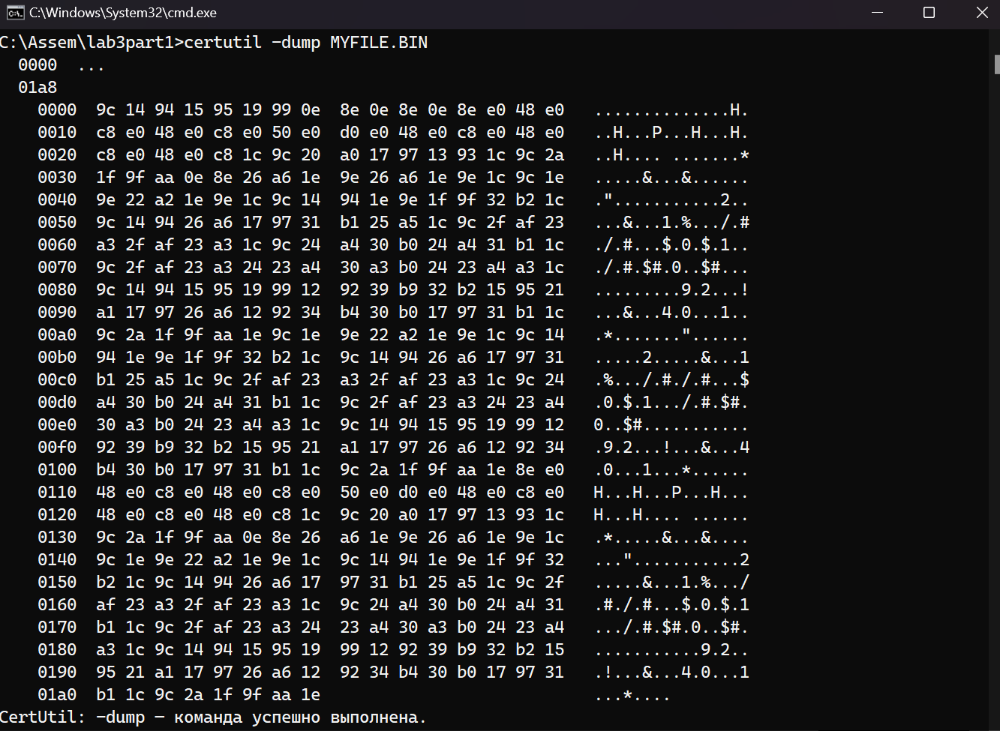 C:\Windows\System32\cmd.exe
C:\Assem\lab3part1>certutil -dump MYFILE.BIN
0000 ...
01a8
0000 9c 14 94 15 95 19 99 0e 8e 0e 8e 0e 8e e0 48 e0 ..............H.
0010 c8 e0 48 e0 c8 e0 50 e0 d0 e0 48 e0 c8 e0 48 e0 ..H...P...H...H.
0020 c8 e0 48 e0 c8 1c 9c 20 a0 17 97 13 93 1c 9c 2a ..H.... .......*
0030 1f 9f aa 0e 8e 26 a6 1e 9e 26 a6 1e 9e 1c 9c 1e .....&...&......
0040 9e 22 a2 1e 9e 1c 9c 14 94 1e 9e 1f 9f 32 b2 1c ."...........2..
0050 9c 14 94 26 a6 17 97 31 b1 25 a5 1c 9c 2f af 23 ...&...1.%.../.#
0060 a3 2f af 23 a3 1c 9c 24 a4 30 b0 24 a4 31 b1 1c ./.#...$.0.$.1..
0070 9c 2f af 23 a3 24 23 a4 30 a3 b0 24 23 a4 a3 1c ./.#.$#.0..$#...
0080 9c 14 94 15 95 19 99 12 92 39 b9 32 b2 15 95 21 .........9.2...!
0090 a1 17 97 26 a6 12 92 34 b4 30 b0 17 97 31 b1 1c ...&...4.0...1..
00a0 9c 2a 1f 9f aa 1e 9c 1e 9e 22 a2 1e 9e 1c 9c 14 .*......."......
00b0 94 1e 9e 1f 9f 32 b2 1c 9c 14 94 26 a6 17 97 31 .....2.....&...1
00c0 b1 25 a5 1c 9c 2f af 23 a3 2f af 23 a3 1c 9c 24 .%.../.#./.#...$
00d0 a4 30 b0 24 a4 31 b1 1c 9c 2f af 23 a3 24 23 a4 .0.$.1.../.#.$#.
00e0 30 a3 b0 24 23 a4 a3 1c 9c 14 94 15 95 19 99 12 0..$#...........
00f0 92 39 b9 32 b2 15 95 21 a1 17 97 26 a6 12 92 34 .9.2...!...&...4
0100 b4 30 b0 17 97 31 b1 1c 9c 2a 1f 9f aa 1e 8e e0 .0...1...*......
0110 48 e0 c8 e0 48 e0 c8 e0 50 e0 d0 e0 48 e0 c8 e0 H...H...P...H...
0120 48 e0 c8 e0 48 e0 c8 1c 9c 20 a0 17 97 13 93 1c H...H.... ......
0130 9c 2a 1f 9f aa 0e 8e 26 a6 1e 9e 26 a6 1e 9e 1c .*.....&...&....
0140 9c 1e 9e 22 a2 1e 9e 1c 9c 14 94 1e 9e 1f 9f 32 ..."...........2
0150 b2 1c 9c 14 94 26 a6 17 97 31 b1 25 a5 1c 9c 2f .....&...1.%.../
0160 af 23 a3 2f af 23 a3 1c 9c 24 a4 30 b0 24 a4 31 .#./.#...$.0.$.1
0170 b1 1c 9c 2f af 23 a3 24 23 a4 30 a3 b0 24 23 a4 .../.#.$#.0..$#.
0180 a3 1c 9c 14 94 15 95 19 99 12 92 39 b9 32 b2 15 ...........9.2..
0190 95 21 a1 17 97 26 a6 12 92 34 b4 30 b0 17 97 31 .!...&...4.0...1
01a0 b1 1c 9c 2a 1f 9f aa 1e ...*....
CertUtil: -dump — команда успешно выполнена.